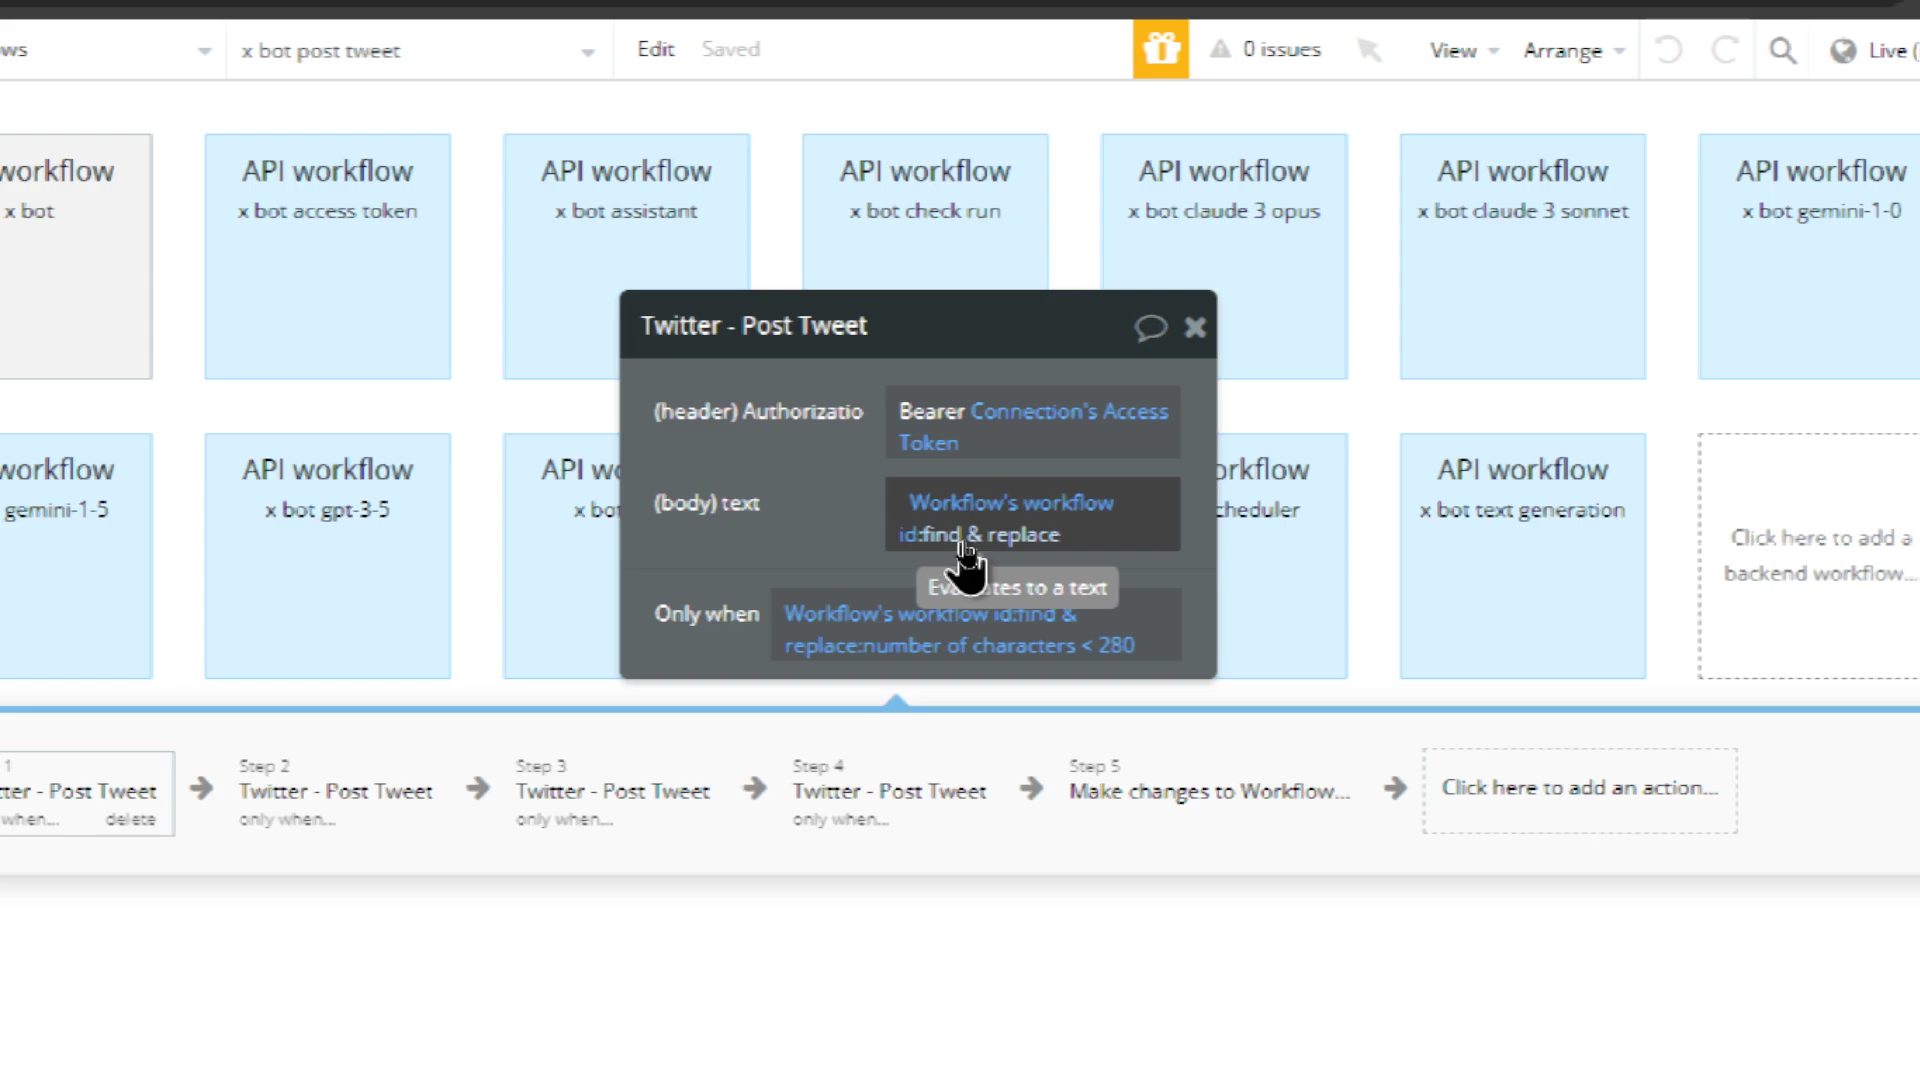 ws
x bot post tweet
Edit
Saved
0 issues
View
Arrange
Live (
workflow
x bot
API workflow
x bot access token
API workflow
x bot assistant
API workflow
x bot check run
API workflow
x bot claude 3 opus
API workflow
x bot claude 3 sonnet
API workflow
x bot gemini-1-0
Twitter - Post Tweet
(header) Authorizatio
Bearer Connection's Access
Token
(body) text
Workflow's workflow
id:find & replace
Only when
Workflow's workflow id:find &
replace:number of characters < 280
workflow
gemini-1-5
API workflow
x bot gpt-3-5
API wo
x bot
orkflow
cheduler
API workflow
x bot text generation
Click here to add a
backend workflow...
1
tter - Post Tweet
when...
delete
Step 2
Twitter - Post Tweet
only when...
Step 3
Twitter - Post Tweet
only when...
Step 4
Twitter - Post Tweet
only when...
Step 5
Make changes to Workflow...
Click here to add an action...